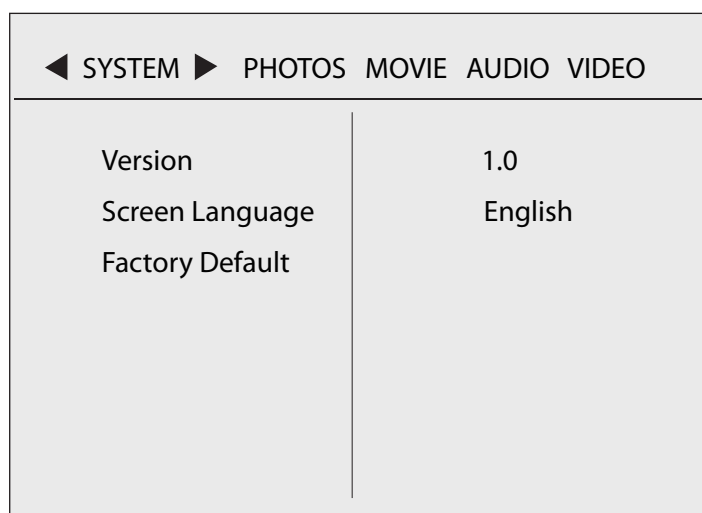 SYSTEM PHOTOS MOVIE AUDIO VIDEO
Version 1.0
Screen Language English
Factory Default